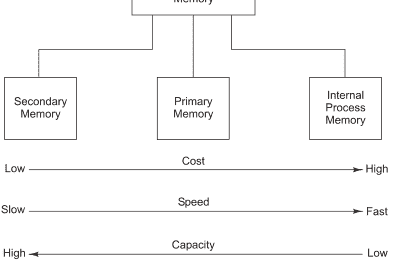 Memory
Secondary
Memory
Primary
Memory
Internal
Process
Memory
Cost
Low
High
Speed
Slow
Fast
Capacity
High
Low